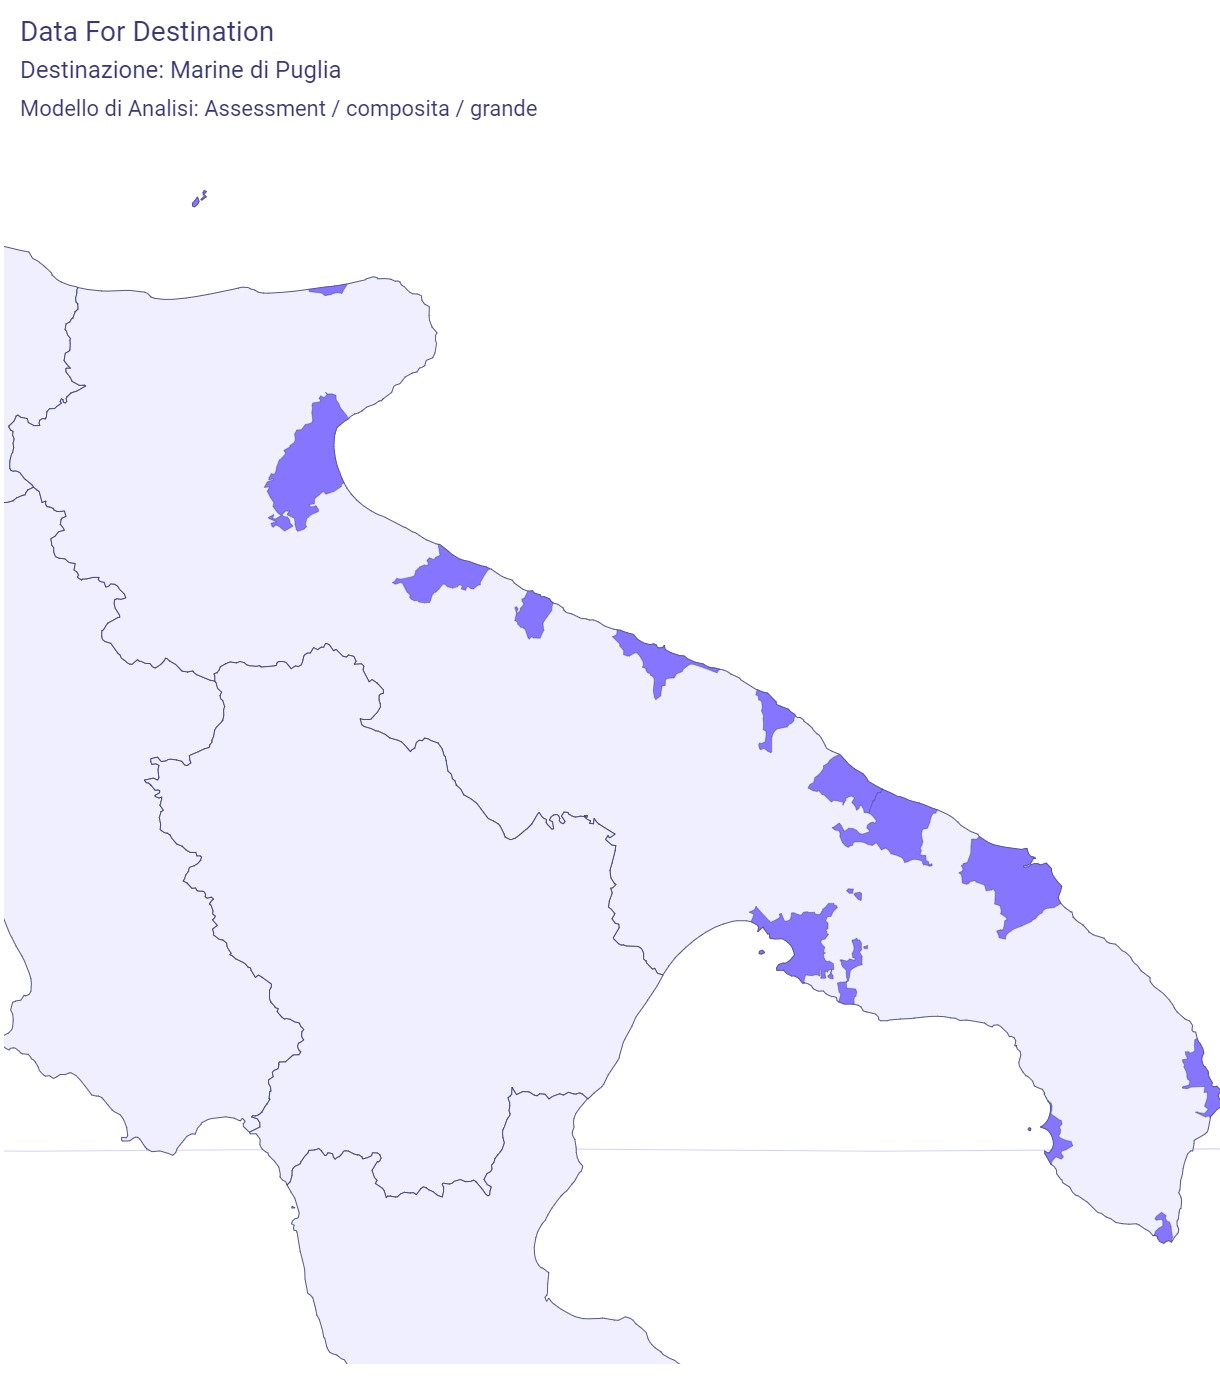 Data For Destination
Destinazione: Marine di Puglia
Modello di Analisi: Assessment / composita / grande